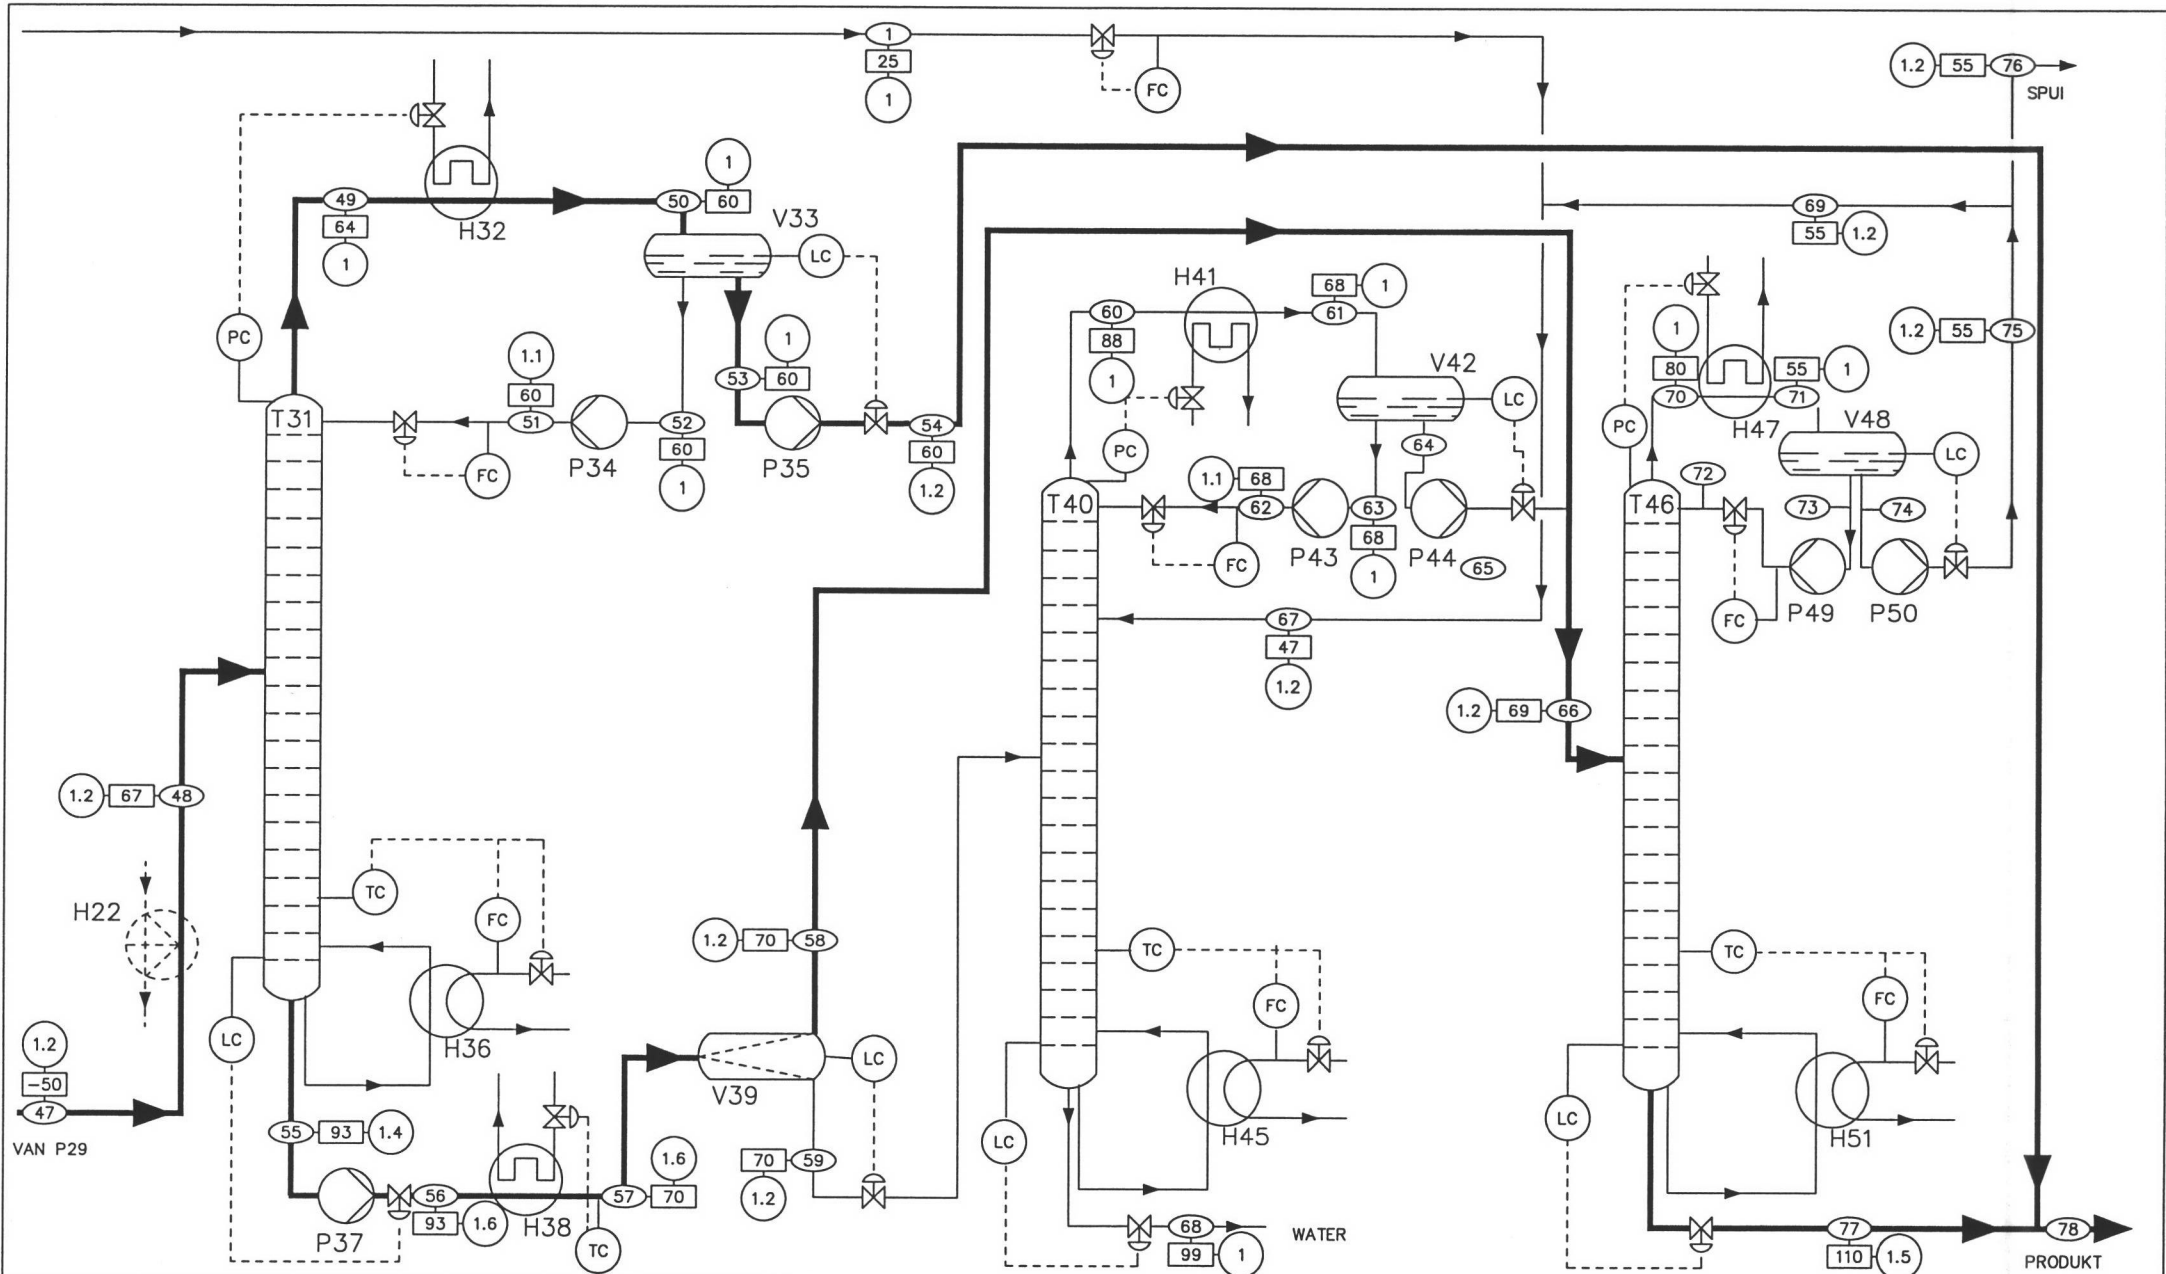 1
25
1
FC
1.2
55
76
SPUI
1
49
50
60
H32
V33
64
LC
1
69
55
1.2
PC
H41
68
1
60
61
88
1
V42
LC
PC
1
80
55
1
70
71
H47
V48
LC
1.2
55
75
PC
1.1
60
1
53
60
T31
51
52
54
P34
P35
60
60
FC
1
1.2
64
1.1
68
T40
62
63
68
P43
P44
65
FC
1
72
T46
73
74
P49
P50
FC
67
47
1.2
1.2
69
66
1.2
67
48
TC
FC
H22
1.2
70
58
TC
FC
TC
FC
LC
H36
1.2
-50
47
VAN P29
V39
LC
H45
LC
H51
LC
55
93
1.4
1.6
57
70
70
59
1.2
56
93
1.6
H38
P37
TC
68
99
1
WATER
77
110
1.5
78
PRODUKT